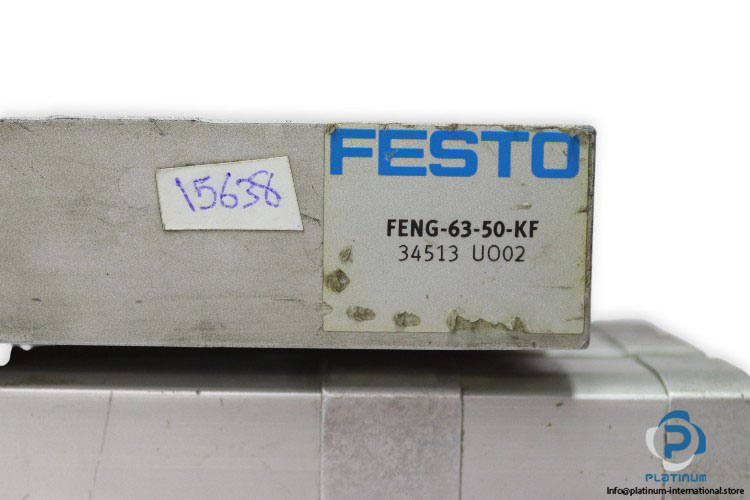 FESTO
15638
FENG-63-50-KF
34513 U002
PLATINUM
Info@platinum-international.store